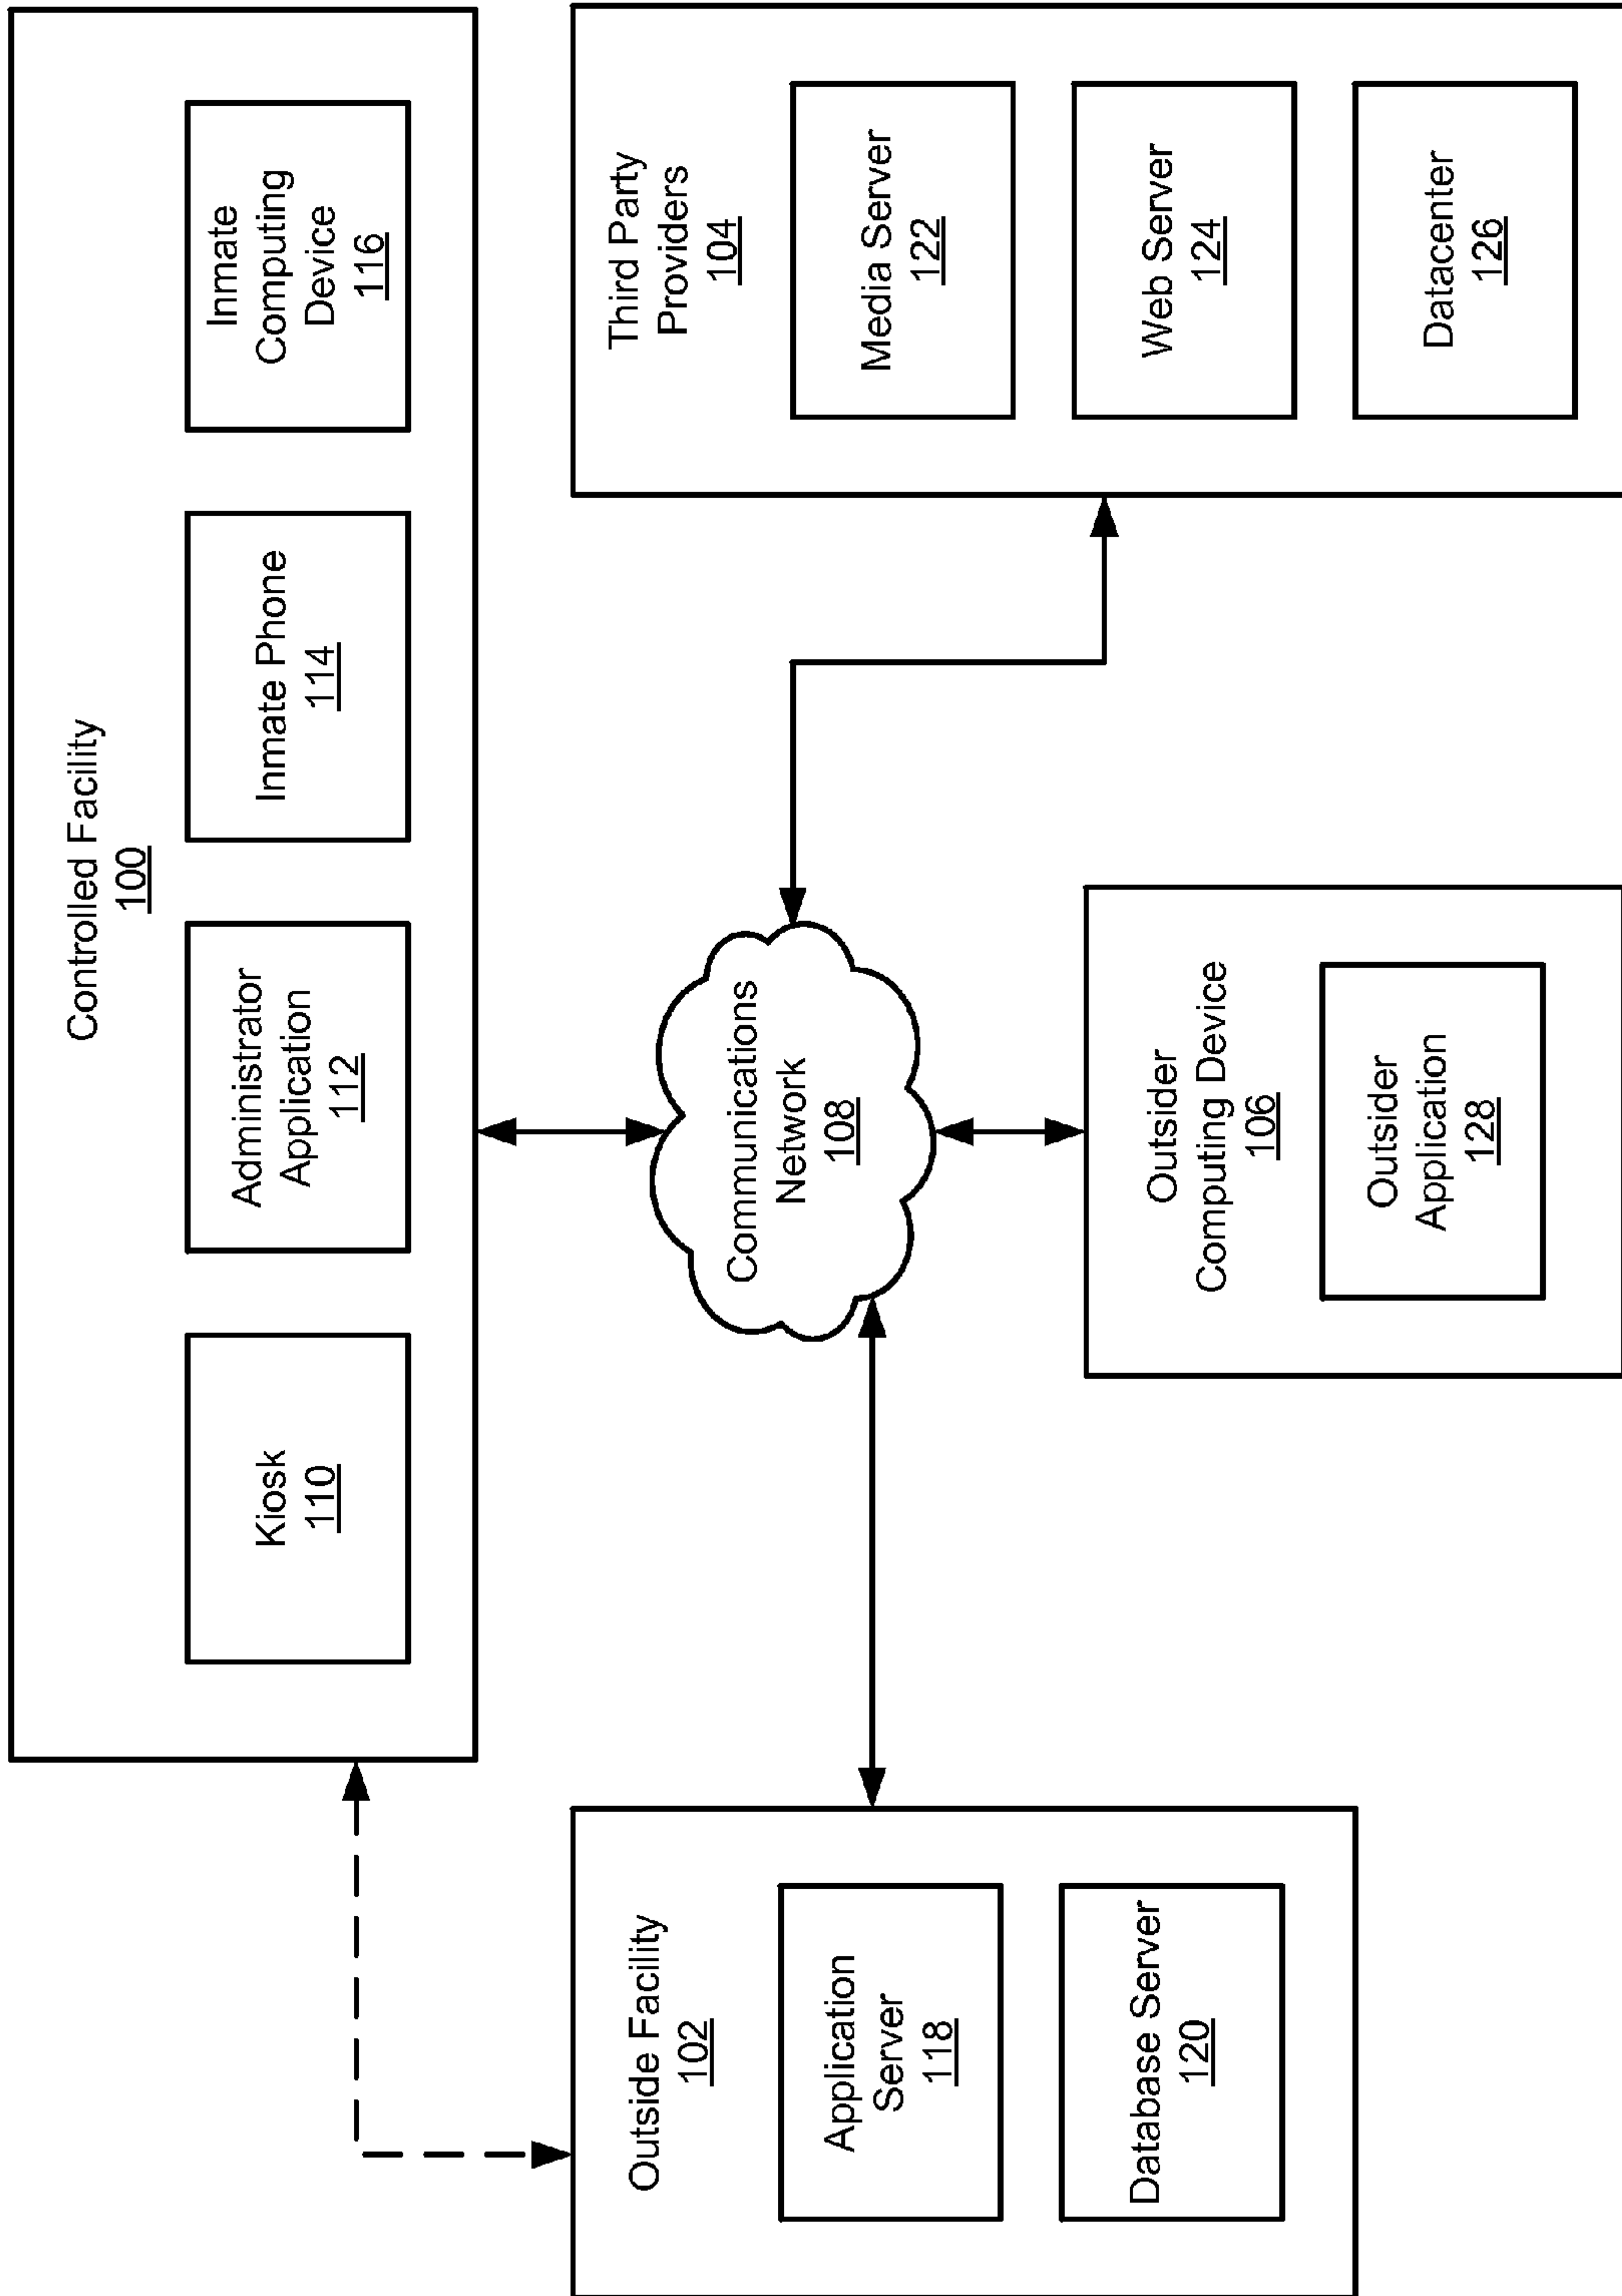 Controlled Facility
100
Kiosk
110
Administrator
Application
112
Inmate Phone
114
Inmate
Computing
Device
116
Outside Facility
102
Application
Server
118
Database Server
120
Communications
Network
108
Outsider
Computing Device
106
Outsider
Application
128
Third Party
Providers
104
Media Server
122
Web Server
124
Datacenter
126